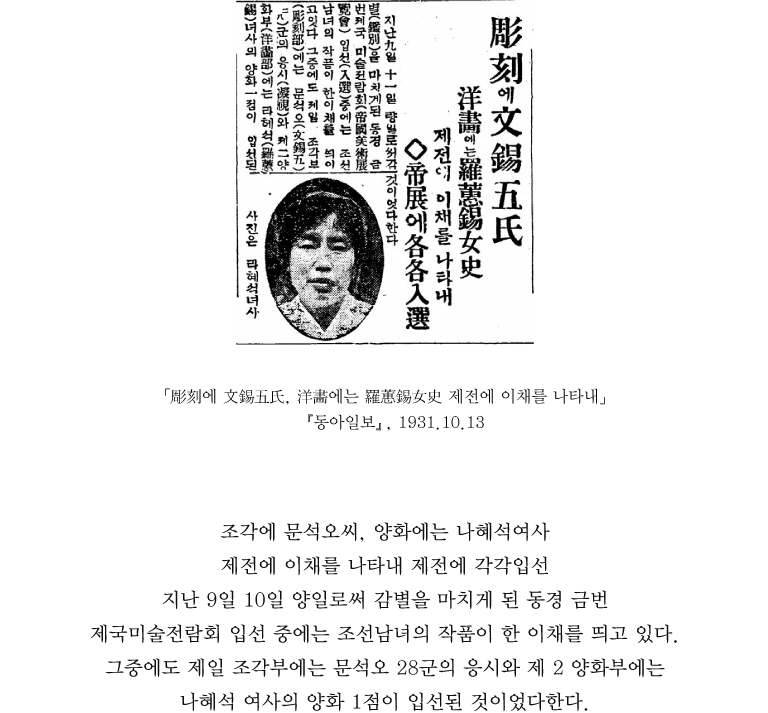 彫刻에 文錫五氏
洋畵에는 羅蕙錫女史
제전에 이채를 나타내
◇帝展에 各各入選
지난九일 十一일 량일로써
별(鑑別)을 마치게된 동경 금
번제국 미술뎐람회(帝國美術展
覽會) 입선(入選)중에는 조선
남녀의 작품이 한이채를
고잇다 그중에도 제일 조각부
(彫刻部)에는 문석오(文錫五)
(二八)군의 응시(凝視)와 제二양
화부(洋畵部)에는 라혜석(羅蕙
錫)녀사의 양화一점이 입선된
것이엇다한다
사진은 라혜석녀사
「彫刻에 文錫五氏, 洋畵에는 羅蕙錫女史 제전에 이채를 나타내」
『동아일보』, 1931.10.13
조각에 문석오씨, 양화에는 나혜석여사
제전에 이채를 나타내 제전에 각각입선
지난 9일 10일 양일로써 감별을 마치게 된 동경 금번
제국미술전람회 입선 중에는 조선남녀의 작품이 한 이채를 띄고 있다.
그중에도 제일 조각부에는 문석오 28군의 응시와 제 2 양화부에는
나혜석 여사의 양화 1점이 입선된 것이었다한다.